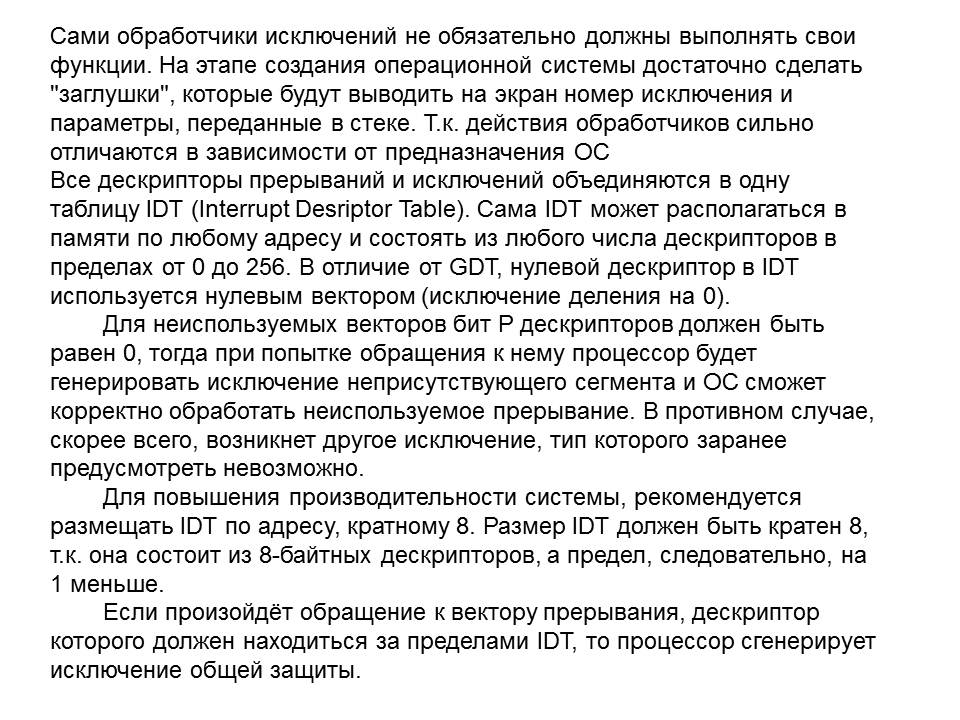 Сами обработчики исключений не обязательно должны выполнять свои
функции. На этапе создания операционной системы достаточно сделать
"заглушки", которые будут выводить на экран номер исключения и
параметры, переданные в стеке. Т.к. действия обработчиков сильно
отличаются в зависимости от предназначения ОС
Все дескрипторы прерываний и исключений объединяются в одну
таблицу IDT (Interrupt Desriptor Table). Сама IDT может располагаться в
памяти по любому адресу и состоять из любого числа дескрипторов в
пределах от 0 до 256. В отличие от GDT, нулевой дескриптор в IDT
используется нулевым вектором (исключение деления на 0).
Для неиспользуемых векторов бит P дескрипторов должен быть
равен 0, тогда при попытке обращения к нему процессор будет
генерировать исключение неприсутствующего сегмента и ОС сможет
корректно обработать неиспользуемое прерывание. В противном случае,
скорее всего, возникнет другое исключение, тип которого заранее
предусмотреть невозможно.
Для повышения производительности системы, рекомендуется
размещать IDT по адресу, кратному 8. Размер IDT должен быть кратен 8,
т.к. она состоит из 8-байтных дескрипторов, а предел, следовательно, на
1 меньше.
Если произойдёт обращение к вектору прерывания, дескриптор
которого должен находиться за пределами IDT, то процессор сгенерирует
исключение общей защиты.